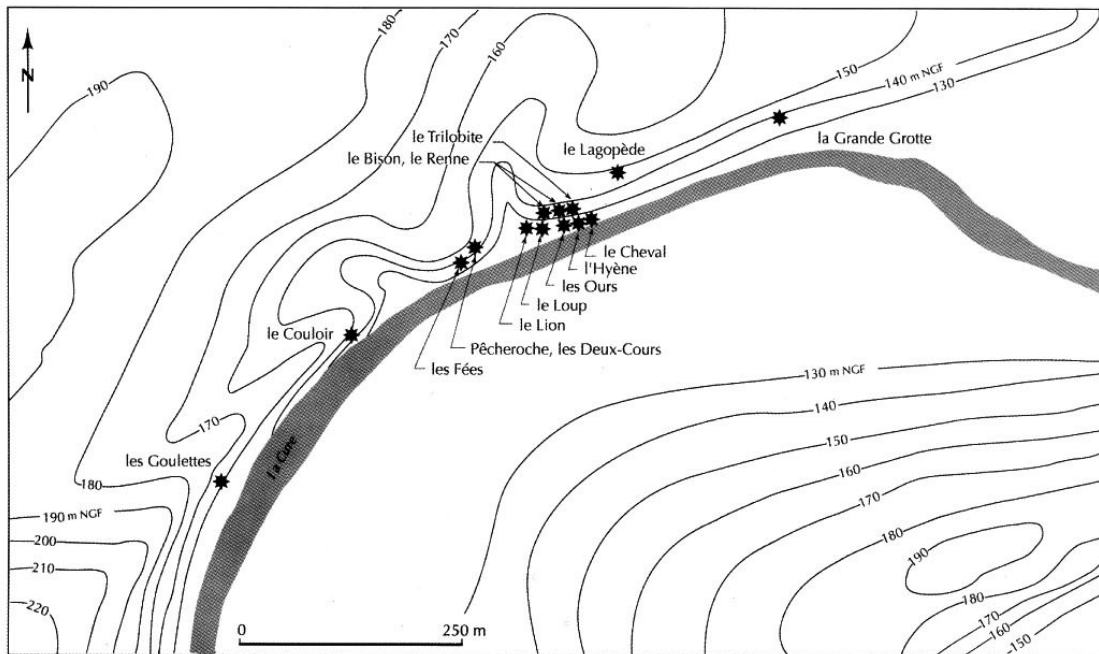 180
170
160
190
N
150
140 m NGF
130
le Trilobite
le Bison, le Renne
le Lagopède
la Grande Grotte
le Cheval
l'Hyène
les Ours
le Loup
le Lion
le Couloir
Pêcheroche, les Deux-Cours
les Fées
130 m NGF
140
150
160
170
180
190
180
170
160
150
170
les Goulettes
La Cure
180
190 m NGF
200
210
220
0
250 m